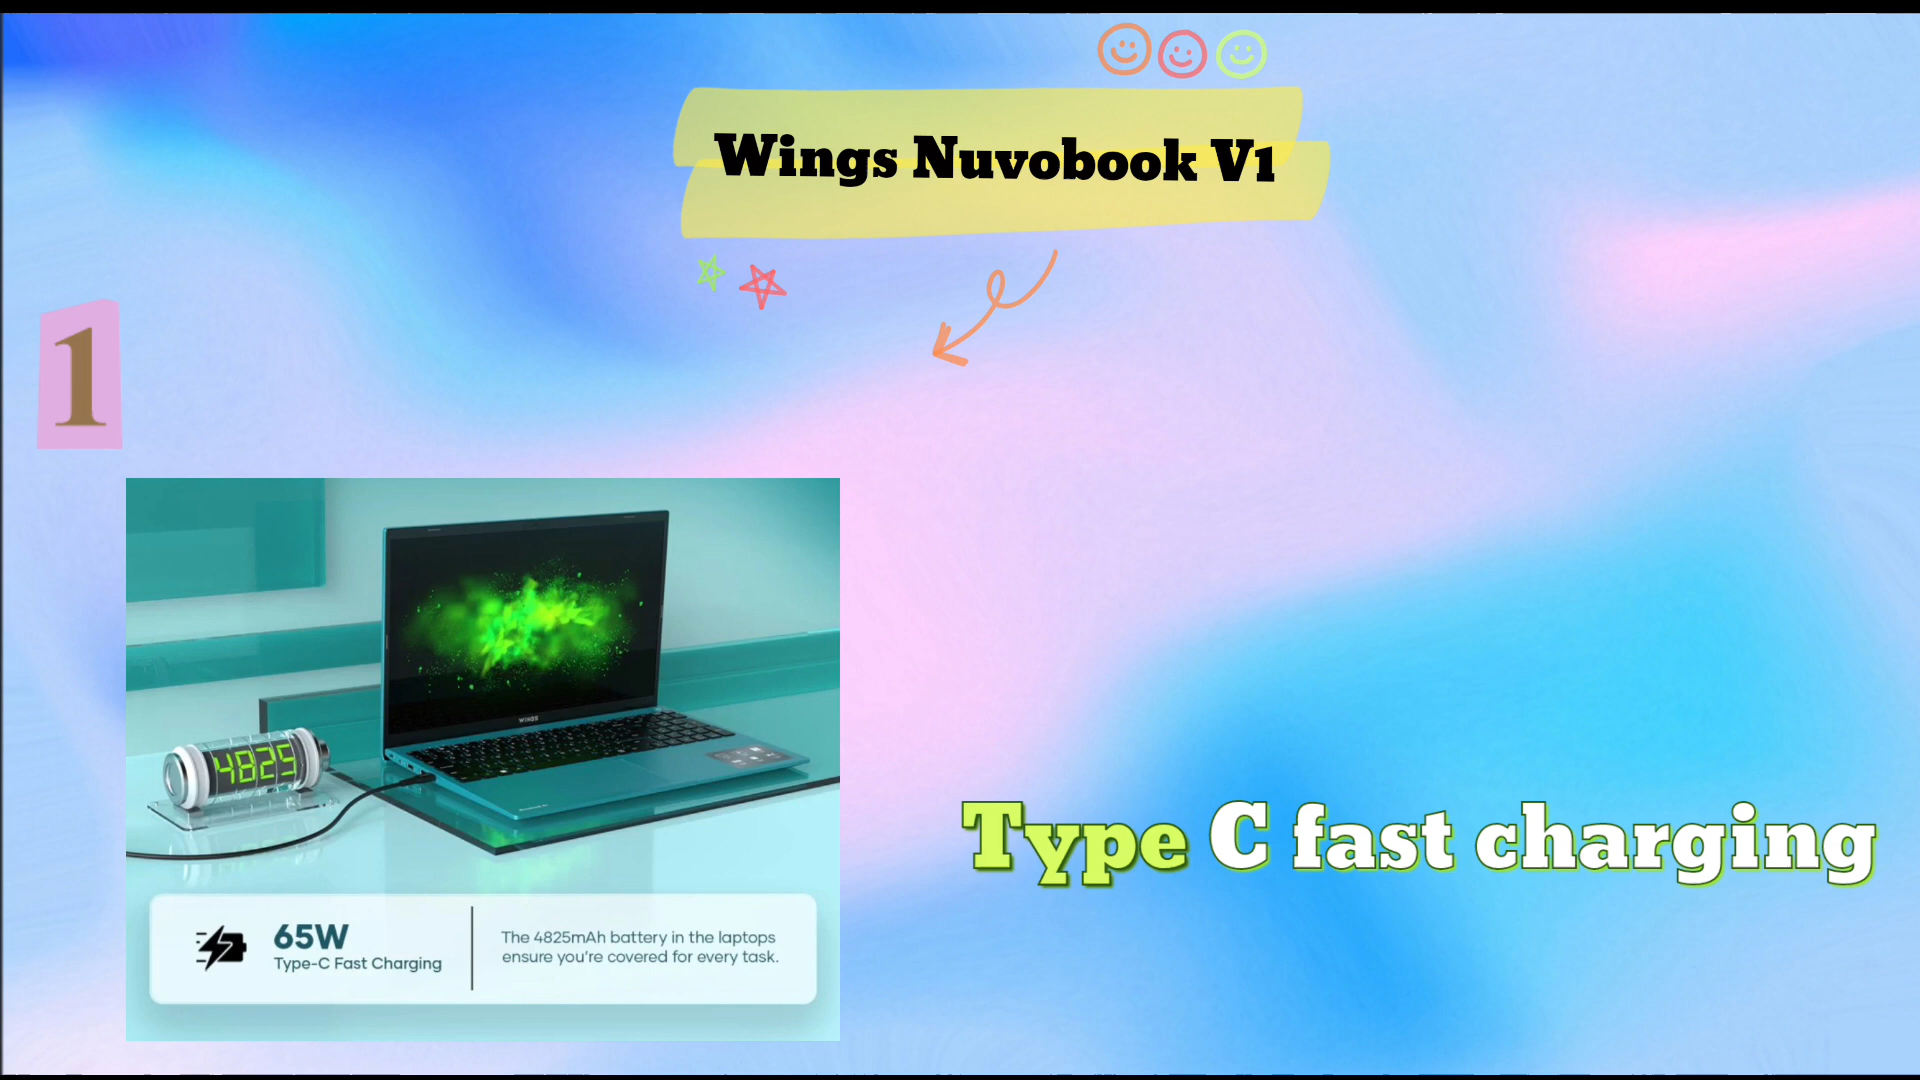 Wings Nuvobook V1
1
WINGS
4825
Type C fast charging
65W
Type-C Fast Charging
The 4825mAh battery in the laptops
ensure you're covered for every task.